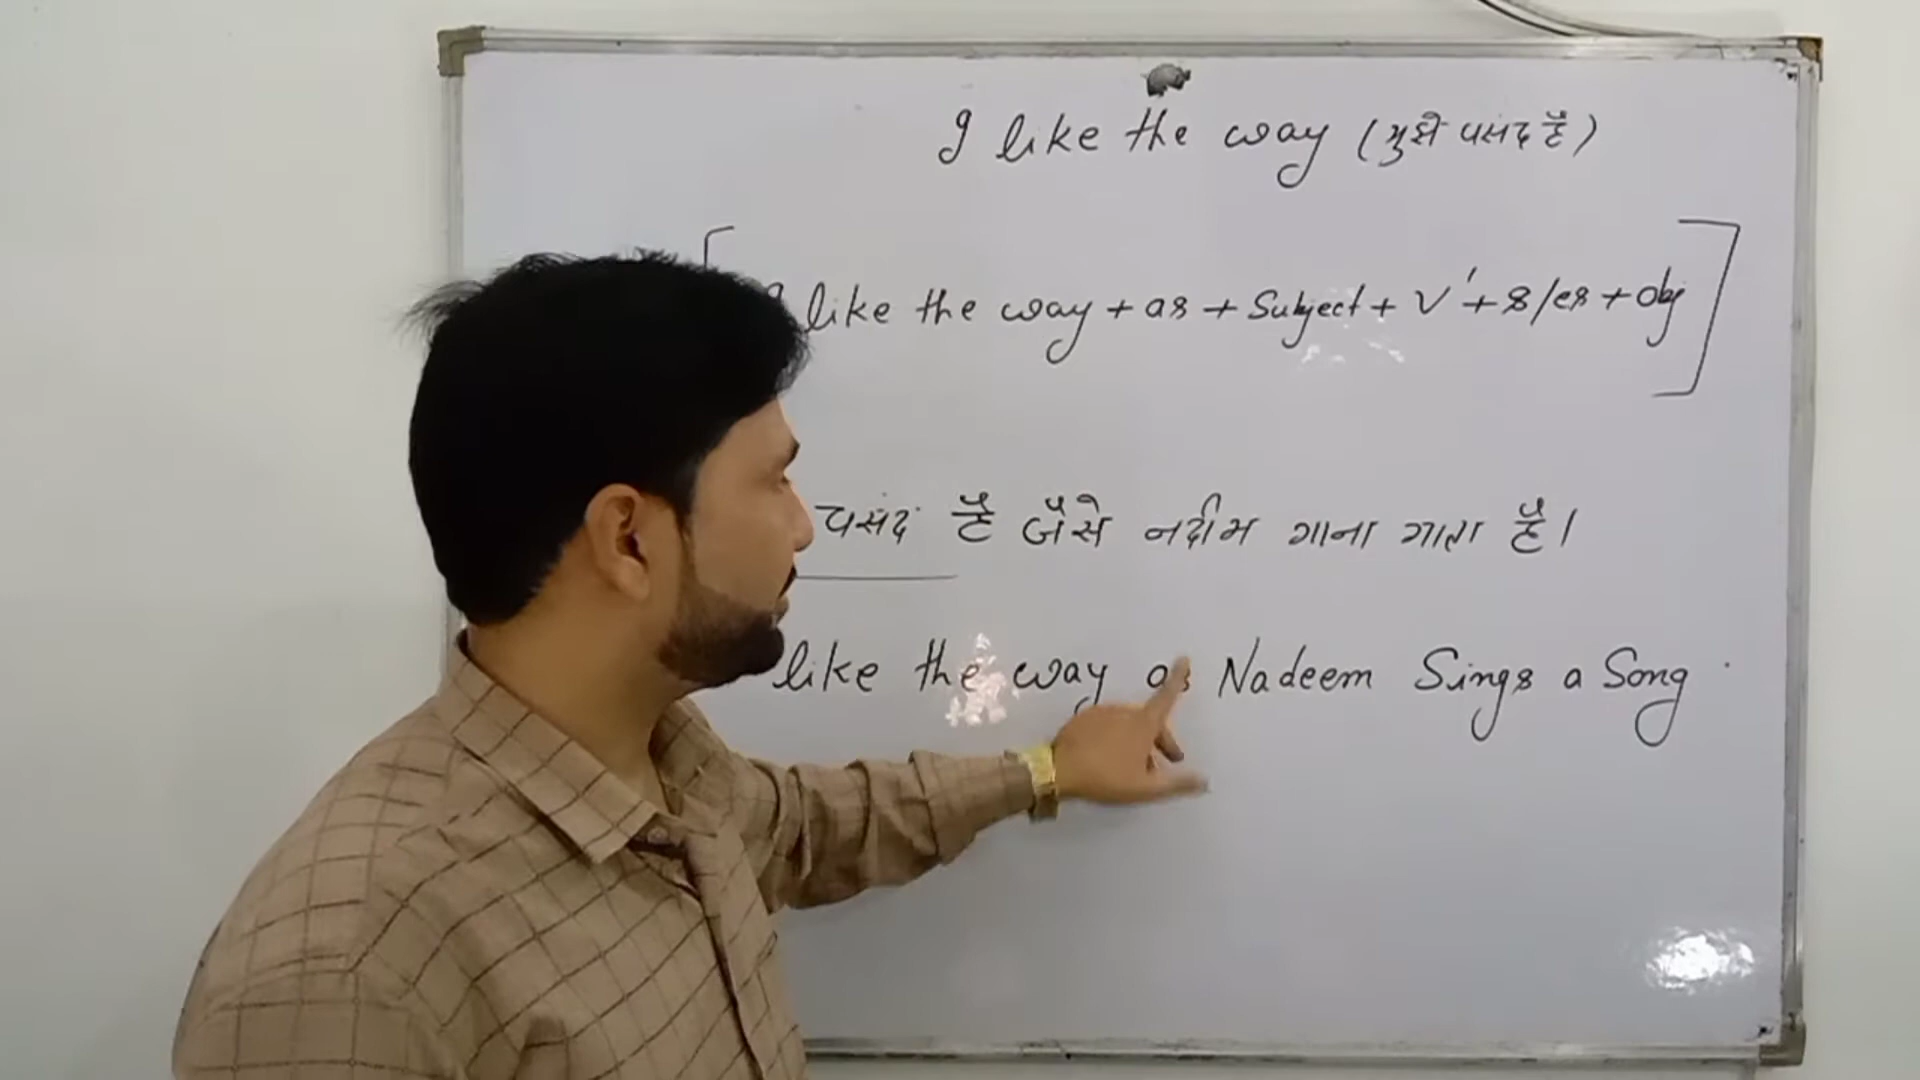 I like the way (मुझे पसंद है)
like the way + as + Subject + V' + s/es + Obj
पसंद है जैसे नदीम गाना गाता है।
like the way as Nadeem Sings a Song